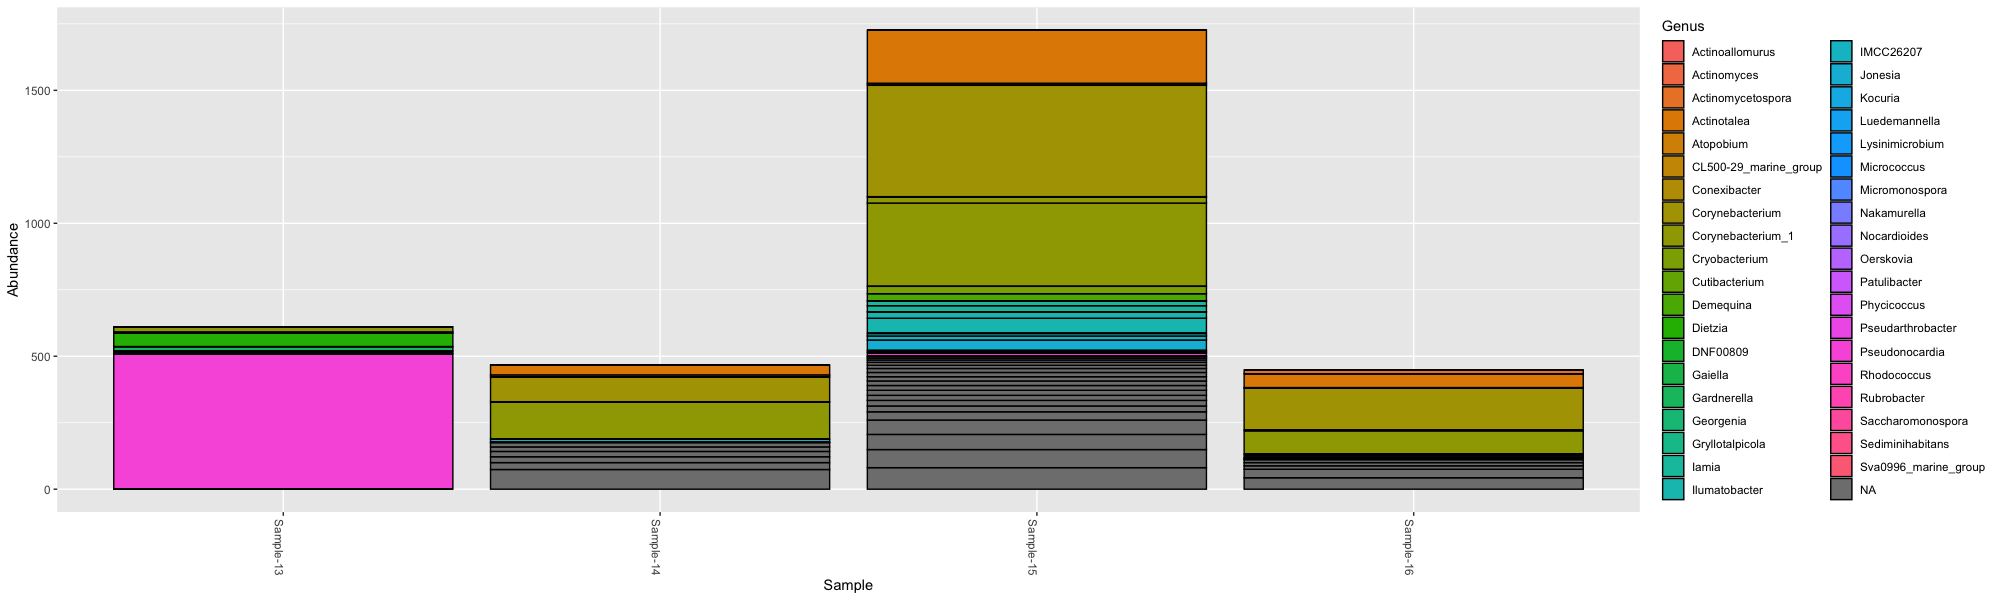 Abundance
1500
1000
500
0
Sample-13
Sample-14
Sample-15
Sample-16
Sample
Genus
Actinoallomurus
Actinomyces
Actinomycetospora
Actinotalea
Atopobium
CL500-29_marine_group
Conexibacter
Corynebacterium
Corynebacterium_1
Cryobacterium
Cutibacterium
Demequina
Dietzia
DNF00809
Gaiella
Gardnerella
Georgenia
Gryllotalpicola
Iamia
Ilumatobacter
IMCC26207
Jonesia
Kocuria
Luedemannella
Lysinimicrobium
Micrococcus
Micromonospora
Nakamurella
Nocardioides
Oerskovia
Patulibacter
Phycicoccus
Pseudarthrobacter
Pseudonocardia
Rhodococcus
Rubrobacter
Saccharomonospora
Sediminihabitans
Sva0996_marine_group
NA